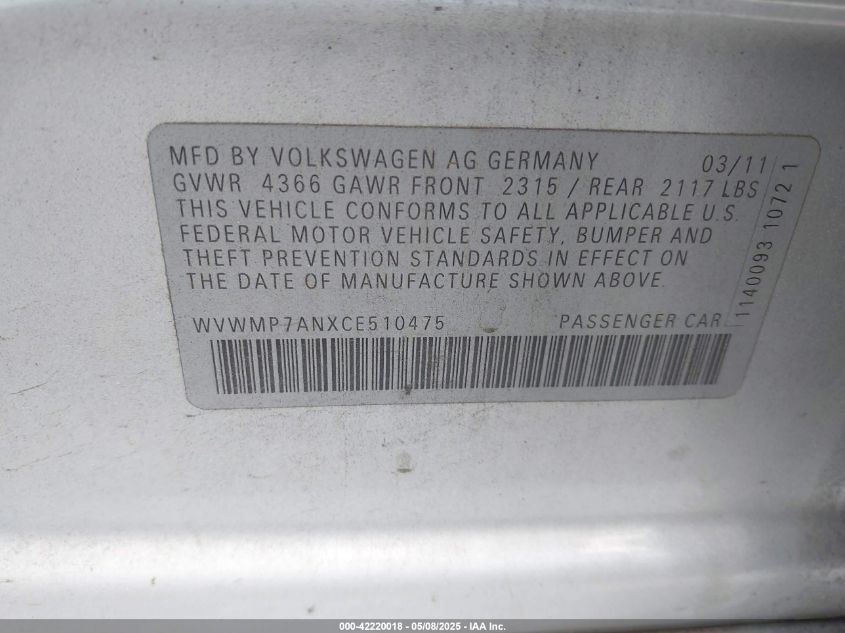 MFD BY VOLKSWAGEN AG GERMANY 03/11
GVWR 4366 GAWR FRONT 2315 / REAR 2117 LBS
THIS VEHICLE CONFORMS TO ALL APPLICABLE U.S.
FEDERAL MOTOR VEHICLE SAFETY, BUMPER AND
THEFT PREVENTION STANDARDS IN EFFECT ON
THE DATE OF MANUFACTURE SHOWN ABOVE.
WVWMP7ANXCE510475 PASSENGER CAR
1140093 1072 1
000-42220018 - 05/08/2025 - IAA Inc.